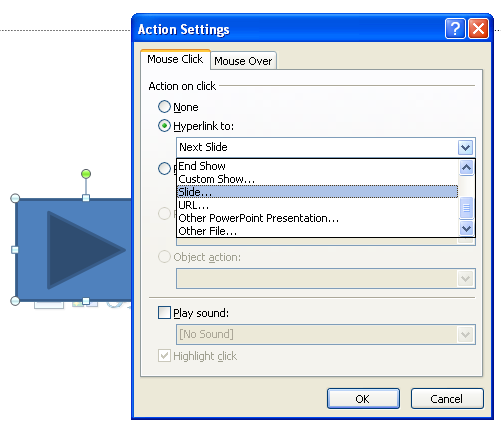 Action Settings
Mouse Click Mouse Over
Action on click
None
Hyperlink to:
Next Slide
End Show
Custom Show...
Slide...
URL...
Other PowerPoint Presentation...
Other File...
Object action:
Play sound:
[No Sound]
Highlight click
OK Cancel